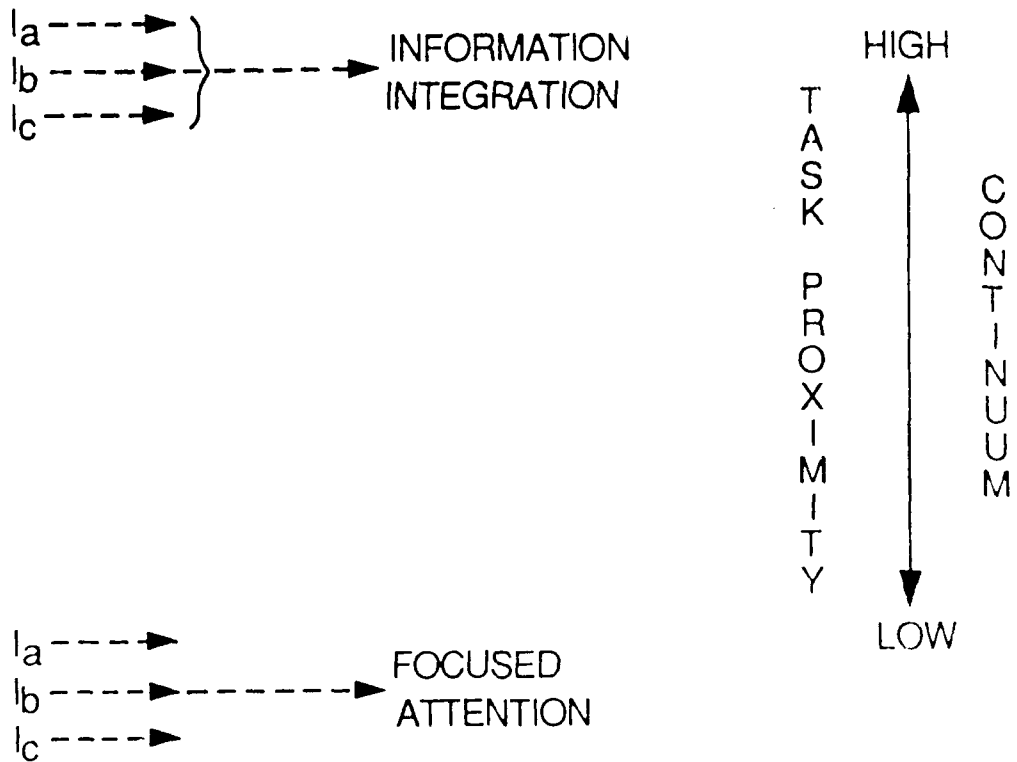 Ia
Ib
Ic
INFORMATION
INTEGRATION
HIGH
TASK PROXIMITY
CONTINUUM
LOW
Ia
Ib
Ic
FOCUSED
ATTENTION